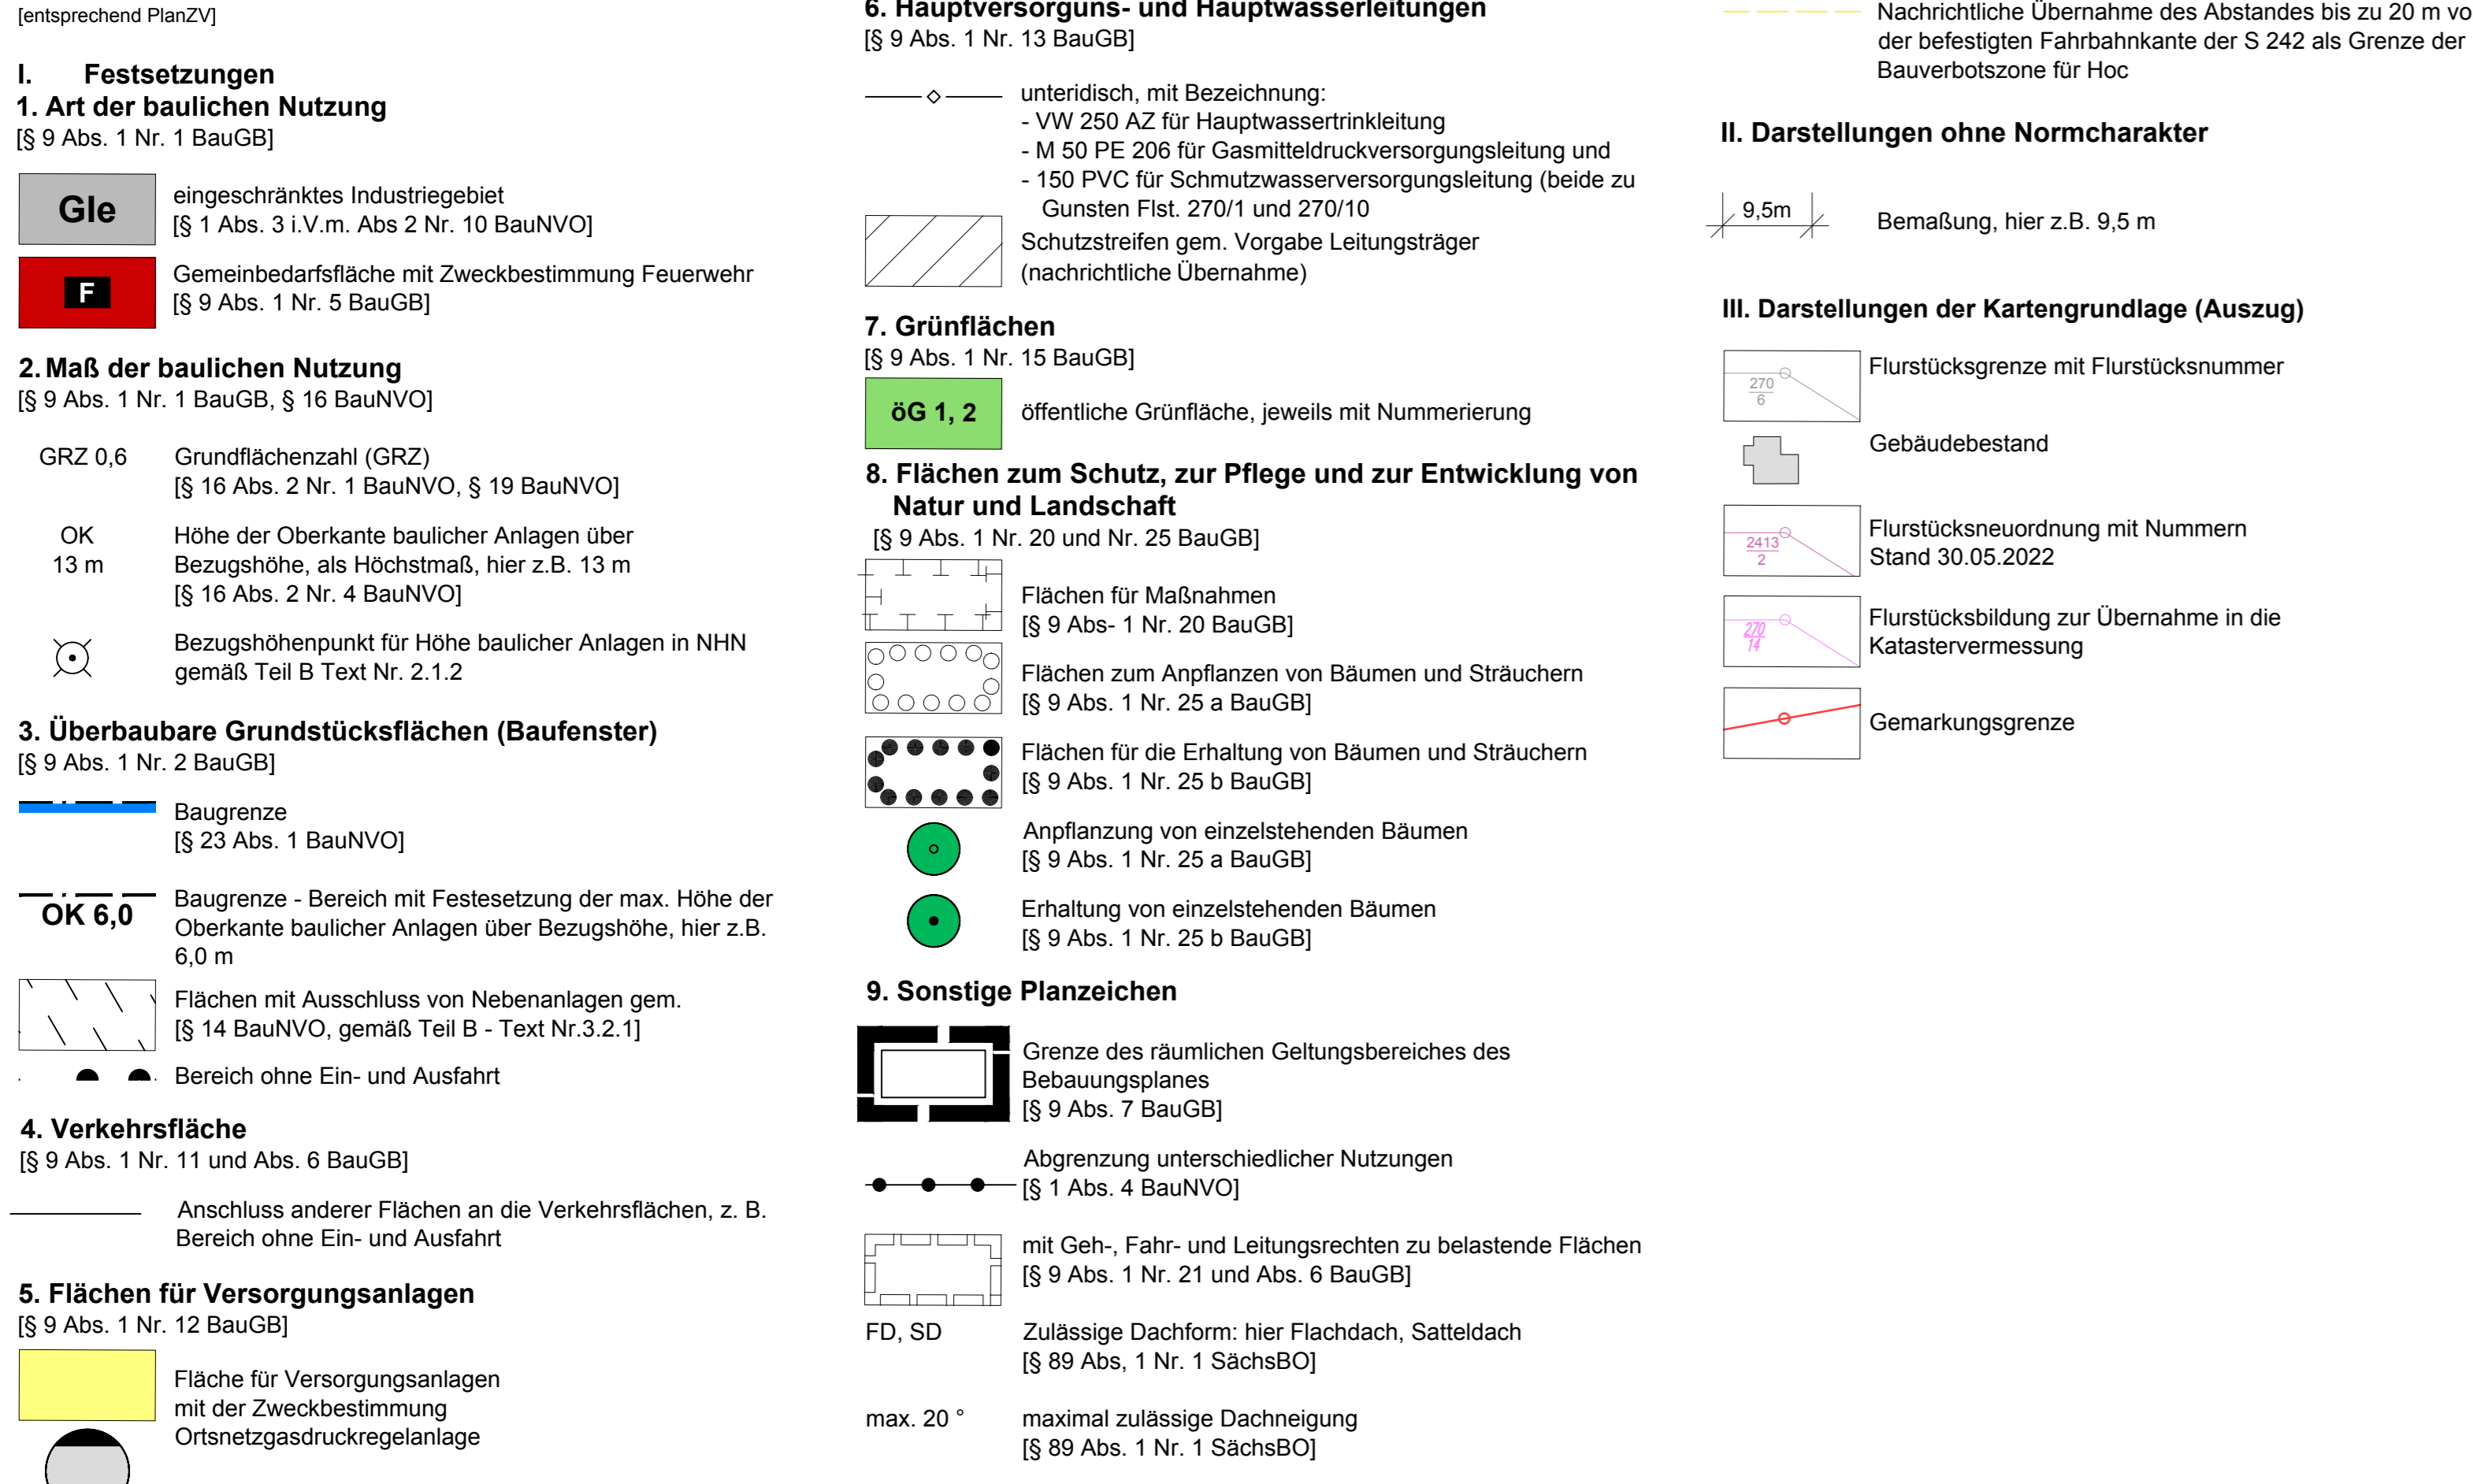 [entsprechend PlanZV]
I. Festsetzungen
1. Art der baulichen Nutzung
[§ 9 Abs. 1 Nr. 1 BauGB]
GIe
eingeschränktes Industriegebiet
[§ 1 Abs. 3 i.V.m. Abs 2 Nr. 10 BauNVO]
F
Gemeinbedarfsfläche mit Zweckbestimmung Feuerwehr
[§ 9 Abs. 1 Nr. 5 BauGB]
2. Maß der baulichen Nutzung
[§ 9 Abs. 1 Nr. 1 BauGB, § 16 BauNVO]
GRZ 0,6 Grundflächenzahl (GRZ)
[§ 16 Abs. 2 Nr. 1 BauNVO, § 19 BauNVO]
OK Höhe der Oberkante baulicher Anlagen über
13 m Bezugshöhe, als Höchstmaß, hier z.B. 13 m
[§ 16 Abs. 2 Nr. 4 BauNVO]
Bezugshöhenpunkt für Höhe baulicher Anlagen in NHN
gemäß Teil B Text Nr. 2.1.2
3. Überbaubare Grundstücksflächen (Baufenster)
[§ 9 Abs. 1 Nr. 2 BauGB]
Baugrenze
[§ 23 Abs. 1 BauNVO]
OK 6,0
Baugrenze - Bereich mit Festesetzung der max. Höhe der
Oberkante baulicher Anlagen über Bezugshöhe, hier z.B.
6,0 m
Flächen mit Ausschluss von Nebenanlagen gem.
[§ 14 BauNVO, gemäß Teil B - Text Nr.3.2.1]
Bereich ohne Ein- und Ausfahrt
4. Verkehrsfläche
[§ 9 Abs. 1 Nr. 11 und Abs. 6 BauGB]
Anschluss anderer Flächen an die Verkehrsflächen, z. B.
Bereich ohne Ein- und Ausfahrt
5. Flächen für Versorgungsanlagen
[§ 9 Abs. 1 Nr. 12 BauGB]
Fläche für Versorgungsanlagen
mit der Zweckbestimmung
Ortsnetzgasdruckregelanlage
6. Hauptversorguns- und Hauptwasserleitungen
[§ 9 Abs. 1 Nr. 13 BauGB]
unteridisch, mit Bezeichnung:
- VW 250 AZ für Hauptwassertrinkleitung
- M 50 PE 206 für Gasmitteldruckversorgungsleitung und
- 150 PVC für Schmutzwasserversorgungsleitung (beide zu
Gunsten Flst. 270/1 und 270/10
Schutzstreifen gem. Vorgabe Leitungsträger
(nachrichtliche Übernahme)
7. Grünflächen
[§ 9 Abs. 1 Nr. 15 BauGB]
öG 1, 2 öffentliche Grünfläche, jeweils mit Nummerierung
8. Flächen zum Schutz, zur Pflege und zur Entwicklung von
Natur und Landschaft
[§ 9 Abs. 1 Nr. 20 und Nr. 25 BauGB]
Flächen für Maßnahmen
[§ 9 Abs- 1 Nr. 20 BauGB]
Flächen zum Anpflanzen von Bäumen und Sträuchern
[§ 9 Abs. 1 Nr. 25 a BauGB]
Flächen für die Erhaltung von Bäumen und Sträuchern
[§ 9 Abs. 1 Nr. 25 b BauGB]
Anpflanzung von einzelstehenden Bäumen
[§ 9 Abs. 1 Nr. 25 a BauGB]
Erhaltung von einzelstehenden Bäumen
[§ 9 Abs. 1 Nr. 25 b BauGB]
9. Sonstige Planzeichen
Grenze des räumlichen Geltungsbereiches des
Bebauungsplanes
[§ 9 Abs. 7 BauGB]
Abgrenzung unterschiedlicher Nutzungen
[§ 1 Abs. 4 BauNVO]
mit Geh-, Fahr- und Leitungsrechten zu belastende Flächen
[§ 9 Abs. 1 Nr. 21 und Abs. 6 BauGB]
FD, SD Zulässige Dachform: hier Flachdach, Satteldach
[§ 89 Abs, 1 Nr. 1 SächsBO]
max. 20 ° maximal zulässige Dachneigung
[§ 89 Abs. 1 Nr. 1 SächsBO]
Nachrichtliche Übernahme des Abstandes bis zu 20 m vo
der befestigten Fahrbahnkante der S 242 als Grenze der
Bauverbotszone für Hoc
II. Darstellungen ohne Normcharakter
9,5m
Bemaßung, hier z.B. 9,5 m
III. Darstellungen der Kartengrundlage (Auszug)
Flurstücksgrenze mit Flurstücksnummer
270
6
Gebäudebestand
Flurstücksneuordnung mit Nummern
Stand 30.05.2022
2413
2
Flurstücksbildung zur Übernahme in die
Katastervermessung
270
14
Gemarkungsgrenze